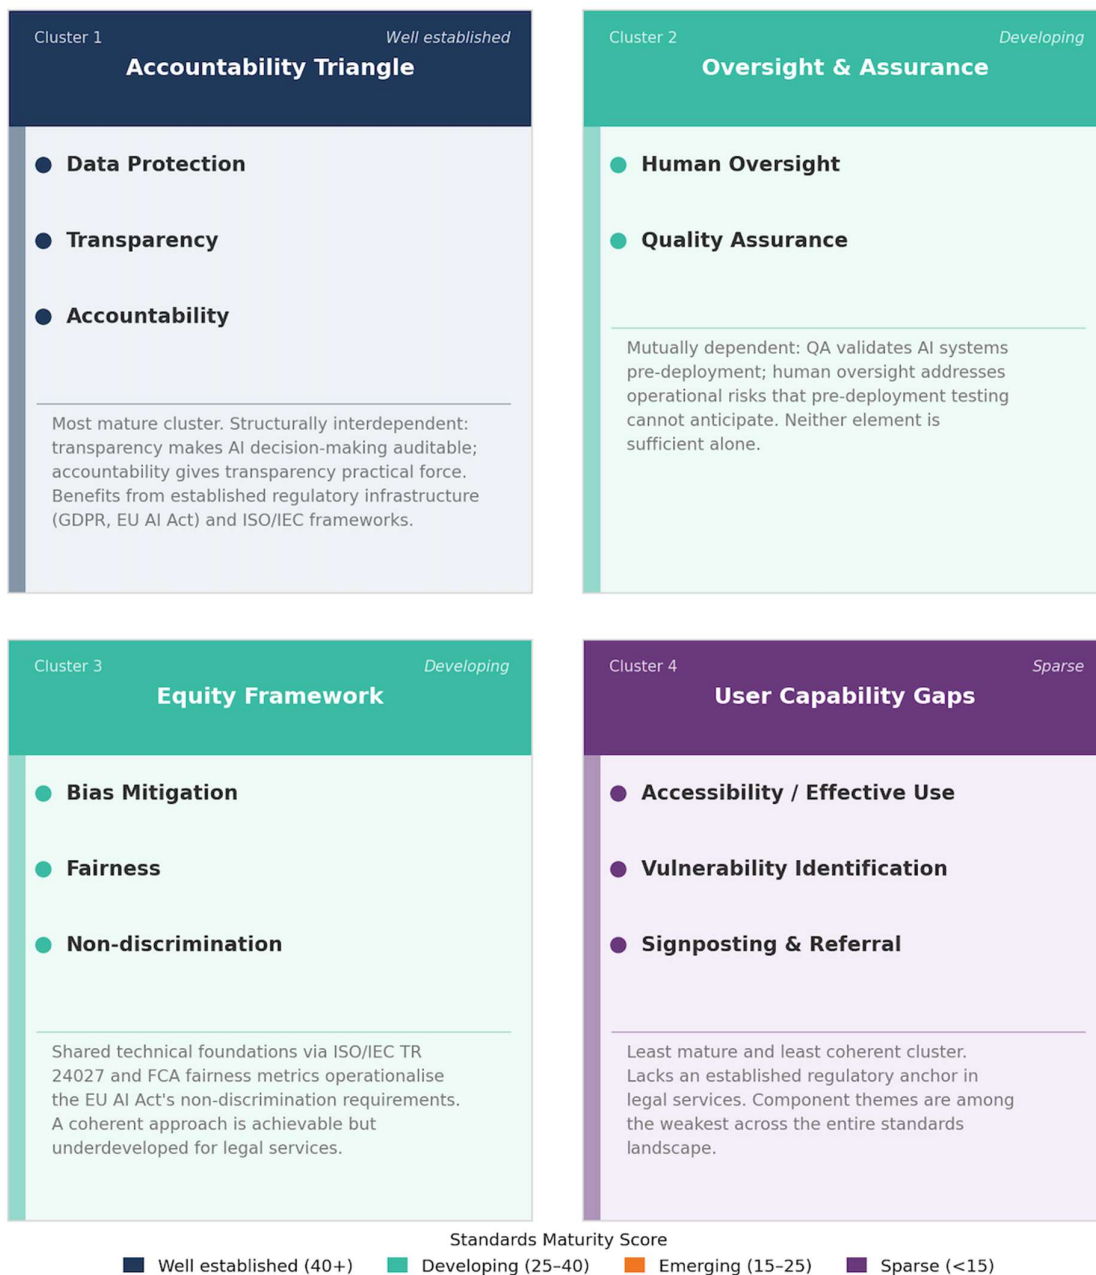 Cluster 1
Well established
Accountability Triangle
Data Protection
Transparency
Accountability
Most mature cluster. Structurally interdependent:
transparency makes AI decision-making auditable;
accountability gives transparency practical force.
Benefits from established regulatory infrastructure
(GDPR, EU AI Act) and ISO/IEC frameworks.
Cluster 2
Developing
Oversight & Assurance
Human Oversight
Quality Assurance
Mutually dependent: QA validates AI systems
pre-deployment; human oversight addresses
operational risks that pre-deployment testing
cannot anticipate. Neither element is
sufficient alone.
Cluster 3
Developing
Equity Framework
Bias Mitigation
Fairness
Non-discrimination
Shared technical foundations via ISO/IEC TR
24027 and FCA fairness metrics operationalise
the EU AI Act's non-discrimination requirements.
A coherent approach is achievable but
underdeveloped for legal services.
Cluster 4
Sparse
User Capability Gaps
Accessibility / Effective Use
Vulnerability Identification
Signposting & Referral
Least mature and least coherent cluster.
Lacks an established regulatory anchor in
legal services. Component themes are among
the weakest across the entire standards
landscape.
Standards Maturity Score
Well established (40+)
Developing (25–40)
Emerging (15–25)
Sparse (<15)